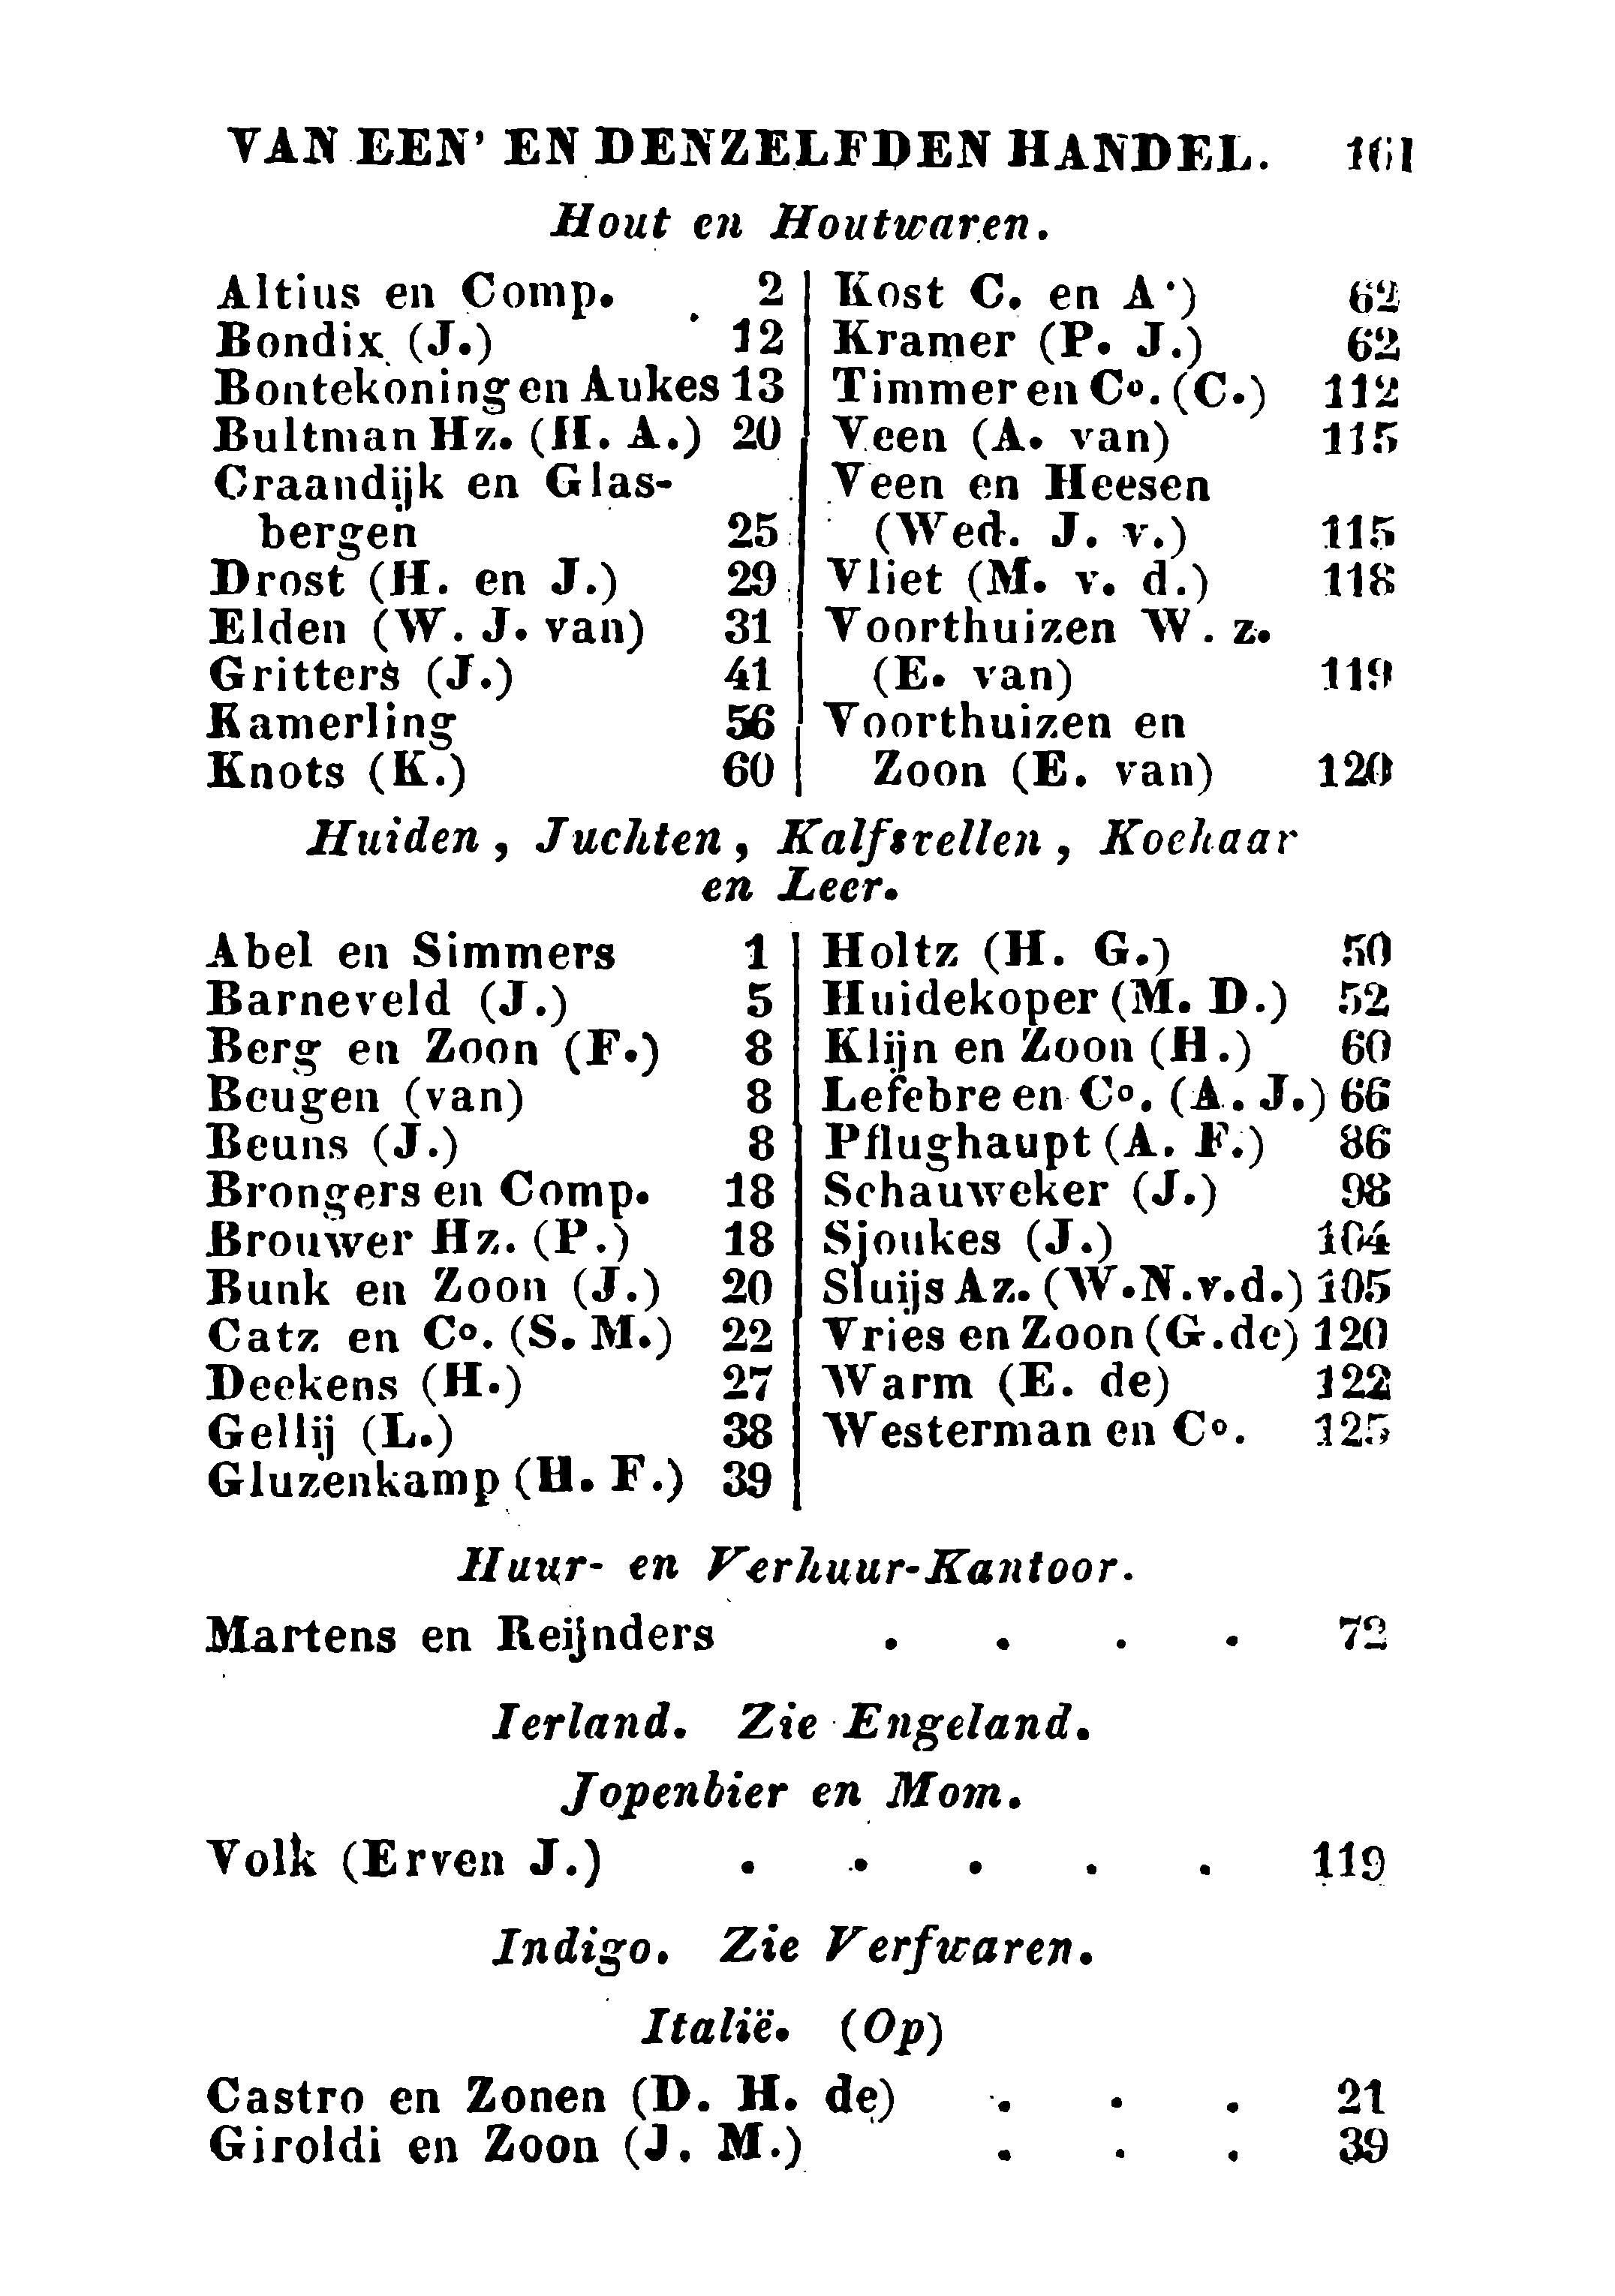 VAN EEN' EN DENZELFDEN HANDEL. 161
Hout en Houtwaren.
Altius en Comp. 2
Bondix (J.) 12
Bontekoning en Aukes 13
Bultman Hz. (H. A.) 20
Craandijk en Glas-
bergen 25
Drost (H. en J.) 29
Elden (W. J. van) 31
Gritters (J.) 41
Kamerling 56
Knots (K.) 60
Kost C. en A.) 62
Kramer (P. J.) 62
Timmer en Co. (C.) 112
Veen (A. van) 115
Veen en Heesen
(Wed. J. v.) 115
Vliet (M. v. d.) 118
Voorthuizen W. z.
(E. van) 119
Voorthuizen en
Zoon (E. van) 120
Huiden, Juchten, Kalfsvellen, Koehaar
en Leer.
Abel en Simmers 1
Barneveld (J.) 5
Berg en Zoon (F.) 8
Beugen (van) 8
Beuns (J.) 8
Brongers en Comp. 18
Brouwer Hz. (P.) 18
Bunk en Zoon (J.) 20
Catz en Co. (S. M.) 22
Deekens (H.) 27
Gellij (L.) 38
Gluzenkamp (H. F.) 39
Holtz (H. G.) 50
Huidekoper (M. D.) 52
Klijn en Zoon (H.) 60
Lefebre en Co. (A. J.) 66
Pflughaupt (A. F.) 86
Schauweker (J.) 98
Sjoukes (J.) 104
Sluijs Az. (W.N.v.d.) 105
Vries en Zoon (G.de) 120
Warm (E. de) 122
Westerman en Co. 125
Huur- en Verhuur-Kantoor.
Martens en Reijnders . . . . 72
Ierland. Zie Engeland.
Jopenbier en Mom.
Volk (Erven J.) . . . . . 119
Indigo. Zie Verfwaren.
Italië. (Op)
Castro en Zonen (D. H. de) . . . 21
Giroldi en Zoon (J. M.) . . . 39